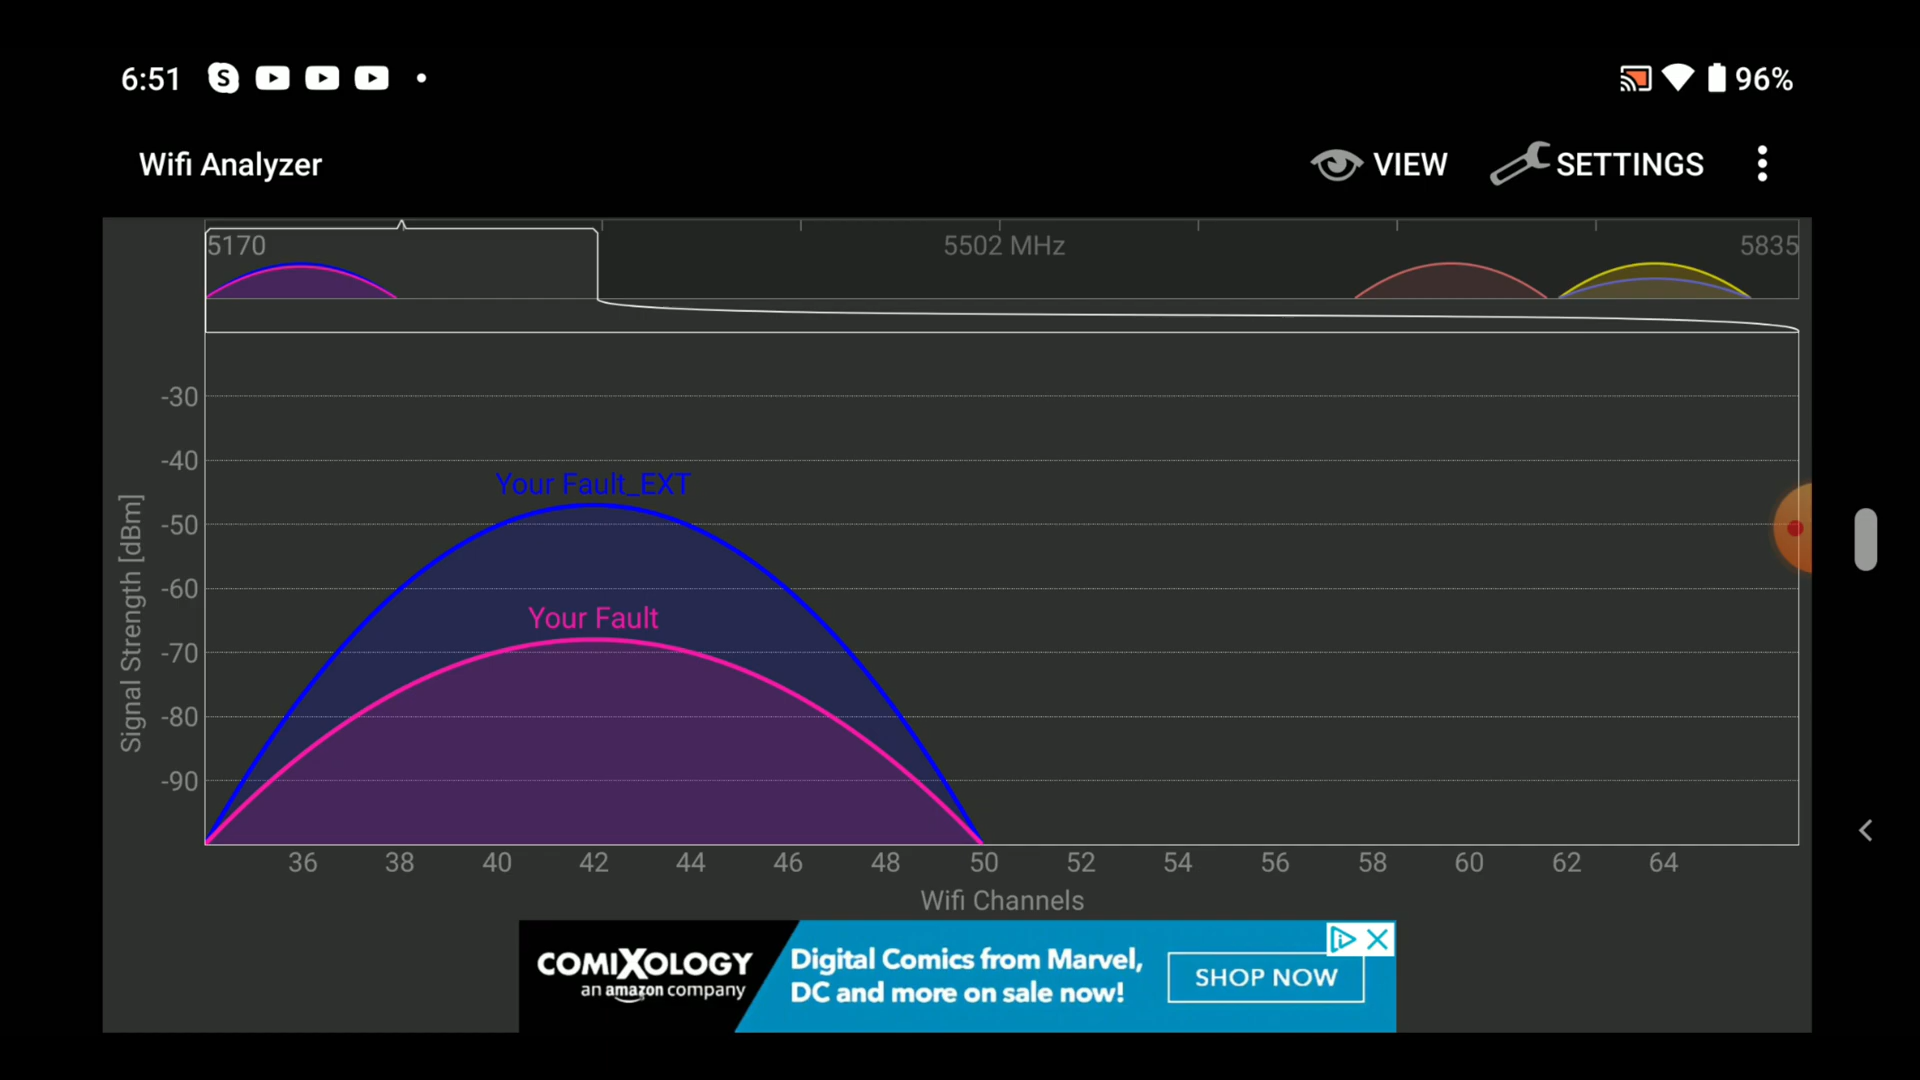 6:51
96%
Wifi Analyzer
VIEW
SETTINGS
5170
5502 MHz
5835
-30
-40
-50
-60
-70
-80
-90
Signal Strength [dBm]
Your Fault_EXT
Your Fault
36 38 40 42 44 46 48 50 52 54 56 58 60 62 64
Wifi Channels
COMIXOLOGY
an amazon company
Digital Comics from Marvel,
DC and more on sale now!
SHOP NOW